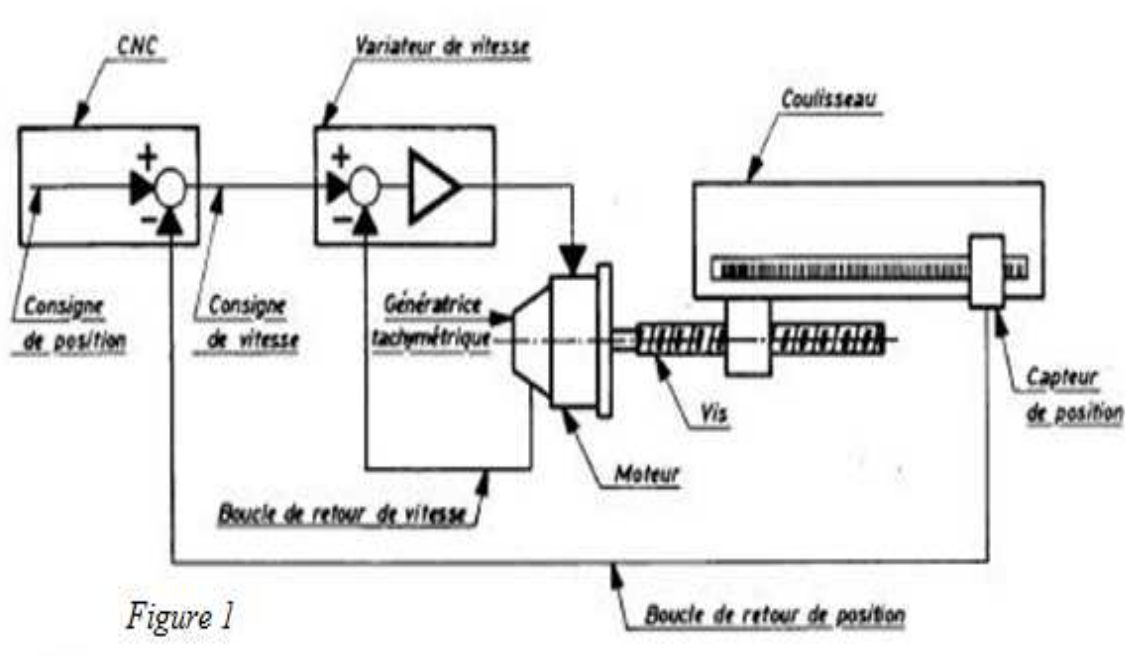 CNC
Variateur de vitesse
Coulisseau
+
+
-
-
Consigne
de position
Consigne
de vitesse
Génératrice
tachymétrique
Capteur
de position
Vis
Moteur
Boucle de retour de vitesse
Boucle de retour de position
Figure 1